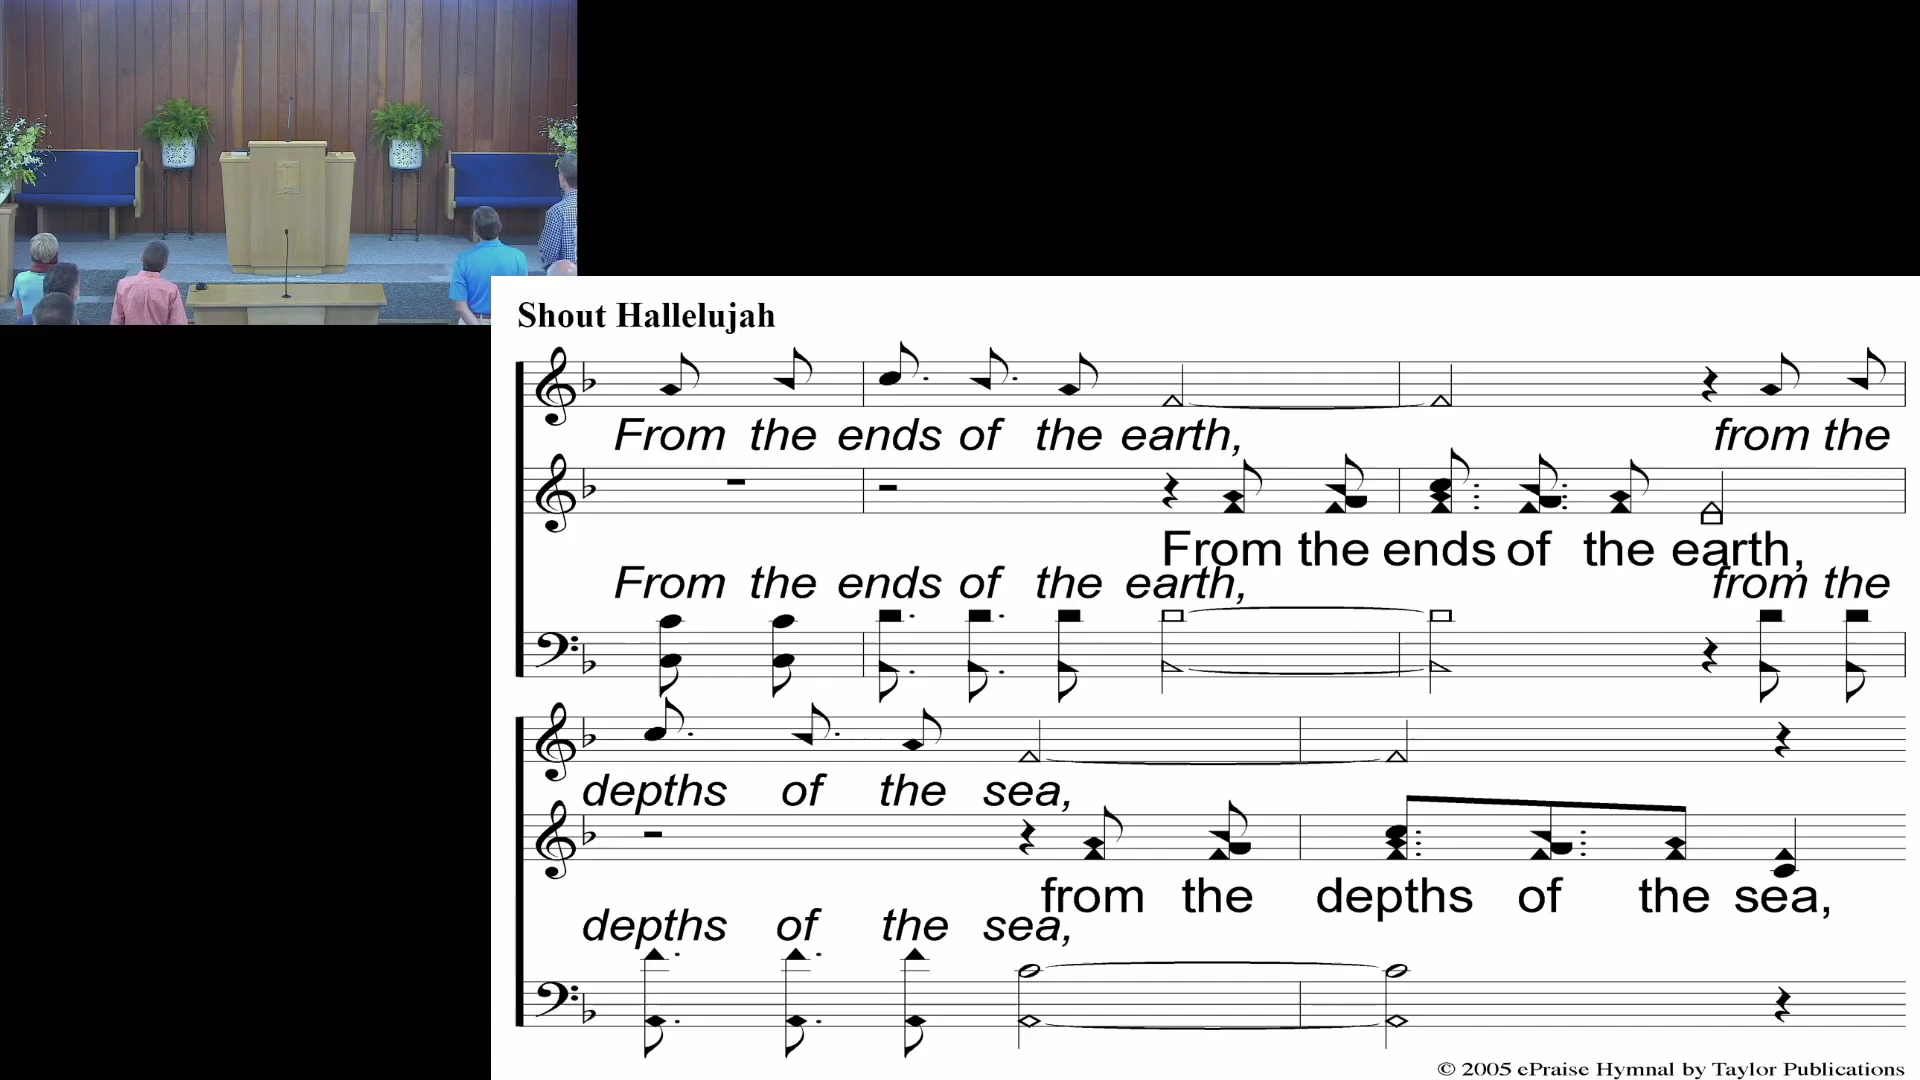 Shout Hallelujah
From the ends of the earth, from the
From the ends of the earth,
From the ends of the earth, from the
depths of the sea,
from the depths of the sea,
depths of the sea,
© 2005 ePraise Hymnal by Taylor Publications